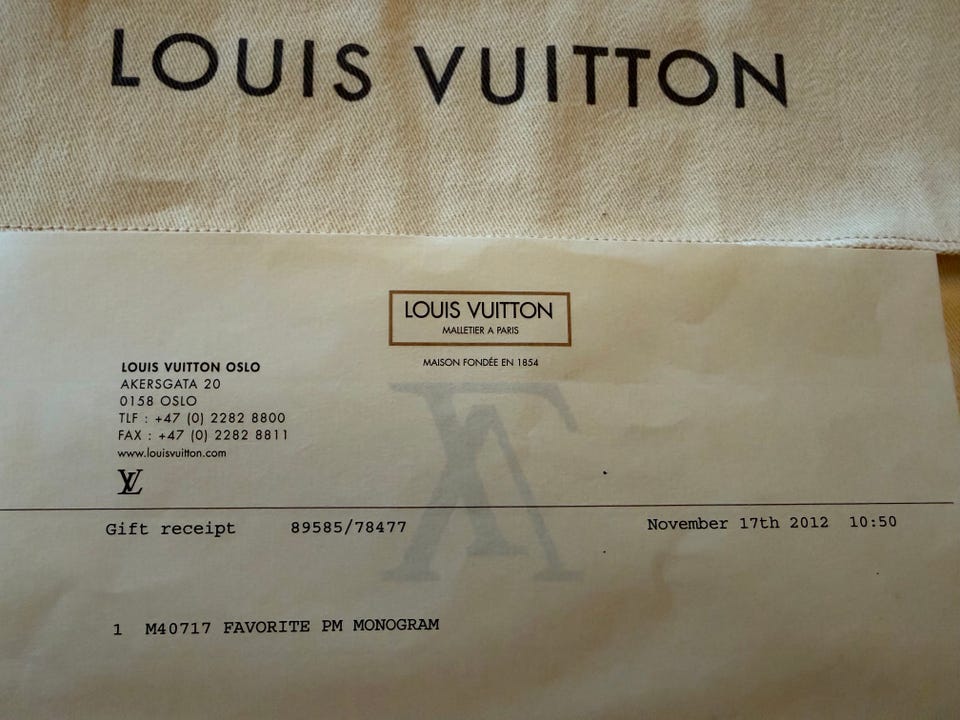 LOUIS VUITTON
LOUIS VUITTON
MALLETIER A PARIS
MAISON FONDÉE EN 1854
LOUIS VUITTON OSLO
AKERSGATA 20
0158 OSLO
TLF : +47 (0) 2282 8800
FAX : +47 (0) 2282 8811
www.louisvuitton.com
LV
Gift receipt 89585/78477 November 17th 2012 10:50
1 M40717 FAVORITE PM MONOGRAM